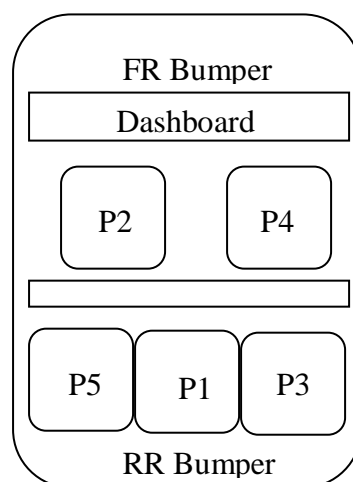 FR Bumper
Dashboard
P2 P4
P5 P1 P3
RR Bumper